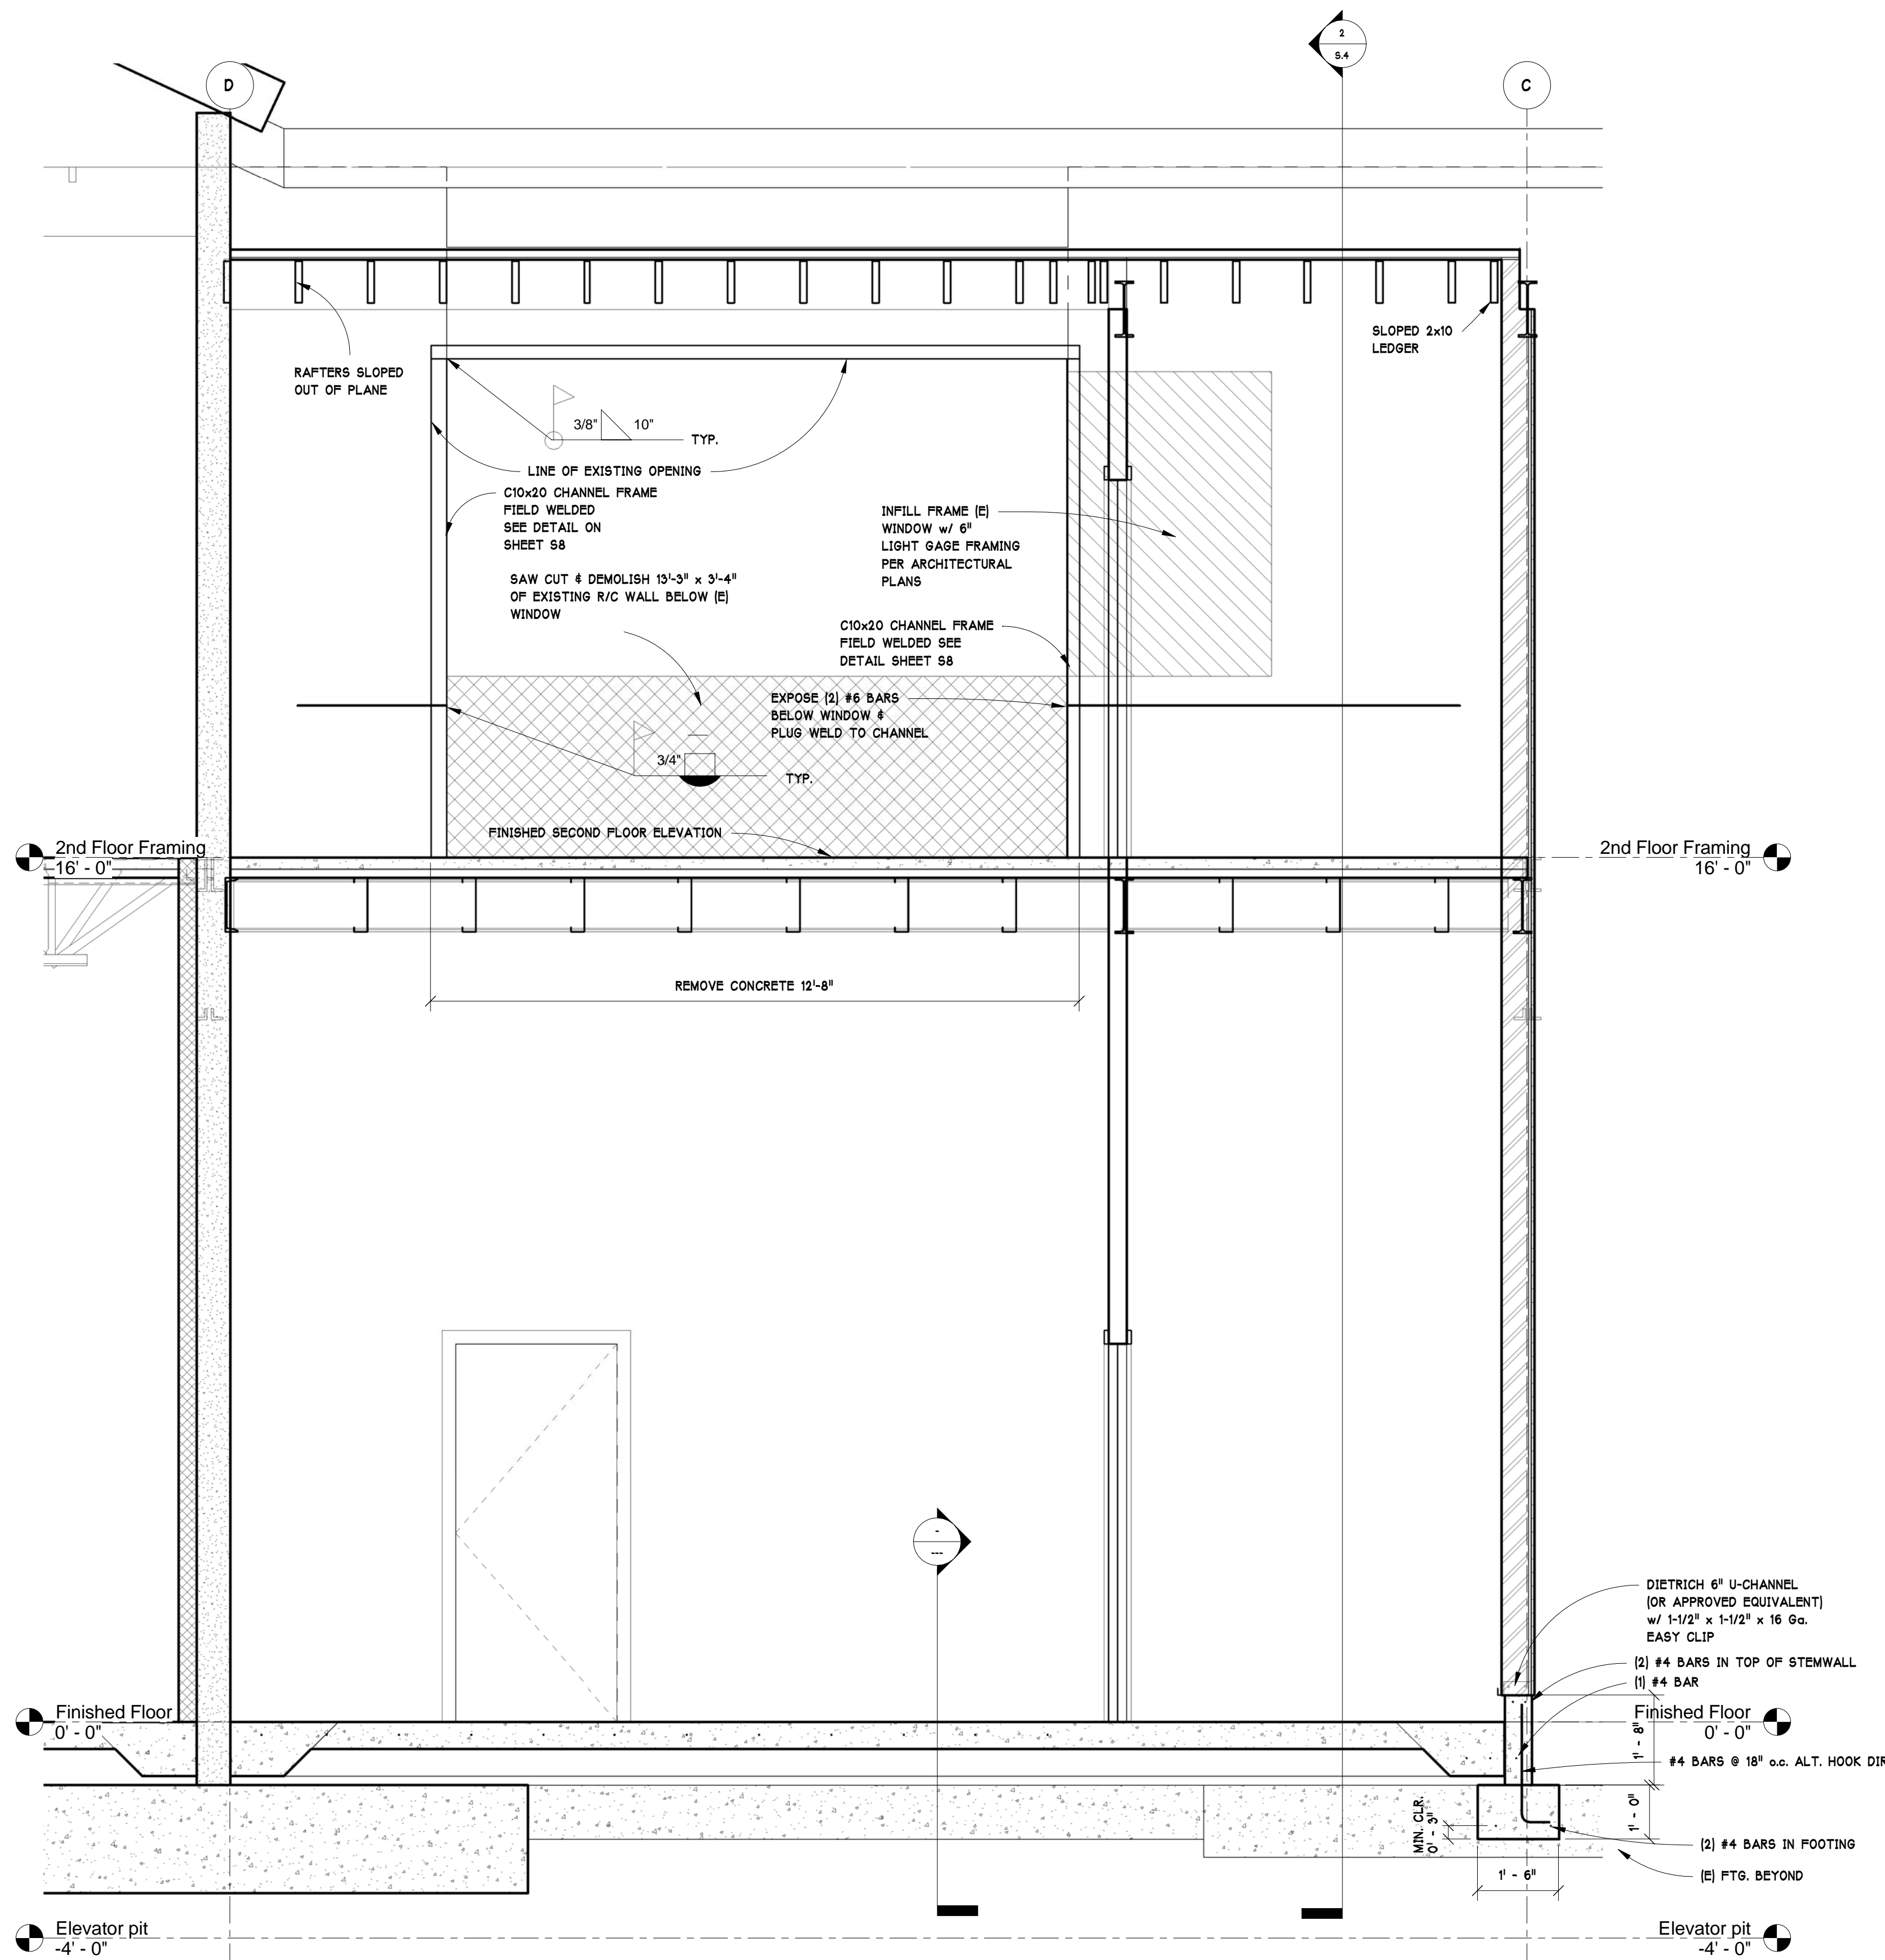 2
S.4
D
C
SLOPED 2x10
LEDGER
RAFTERS SLOPED
OUT OF PLANE
3/8" 10"
TYP.
LINE OF EXISTING OPENING
C10x20 CHANNEL FRAME
FIELD WELDED
SEE DETAIL ON
SHEET S8
INFILL FRAME (E)
WINDOW w/ 6"
LIGHT GAGE FRAMING
PER ARCHITECTURAL
PLANS
SAW CUT & DEMOLISH 13'-3" x 3'-4"
OF EXISTING R/C WALL BELOW (E)
WINDOW
C10x20 CHANNEL FRAME
FIELD WELDED SEE
DETAIL SHEET S8
EXPOSE (2) #6 BARS
BELOW WINDOW &
PLUG WELD TO CHANNEL
3/4"
TYP.
FINISHED SECOND FLOOR ELEVATION
2nd Floor Framing
16' - 0"
2nd Floor Framing
16' - 0"
REMOVE CONCRETE 12'-8"
-
---
DIETRICH 6" U-CHANNEL
(OR APPROVED EQUIVALENT)
w/ 1-1/2" x 1-1/2" x 16 Ga.
EASY CLIP
(2) #4 BARS IN TOP OF STEMWALL
(1) #4 BAR
Finished Floor
0' - 0"
Finished Floor
0' - 0"
1' - 8"
#4 BARS @ 18" o.c. ALT. HOOK DIR
1' - 0"
MIN. CLR.
0' - 3"
(2) #4 BARS IN FOOTING
(E) FTG. BEYOND
1' - 6"
Elevator pit
-4' - 0"
Elevator pit
-4' - 0"